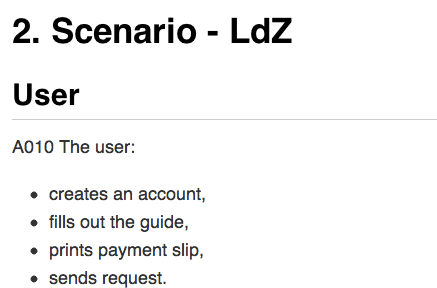 2. Scenario - LdZ
User
A010 The user:
• creates an account,
• fills out the guide,
• prints payment slip,
• sends request.